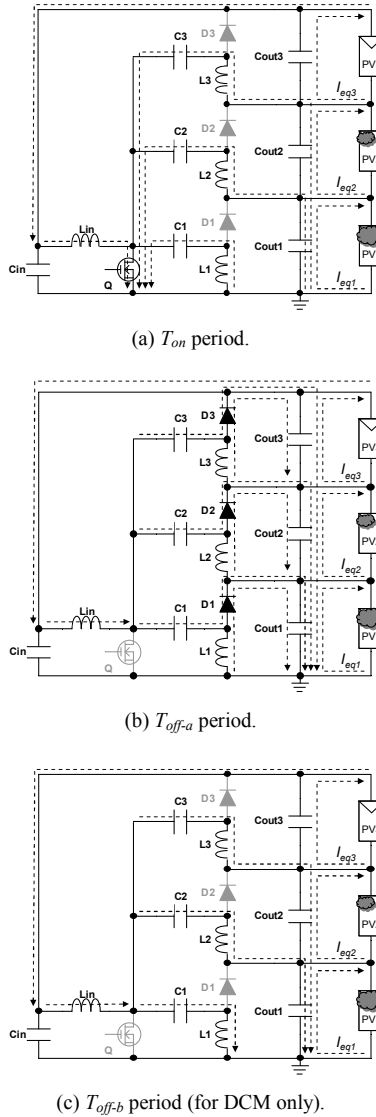 C3
D3
Cout3
PV
L3
Ieq3
C2
D2
Cout2
PV
L2
Ieq2
Lin
C1
D1
Cout1
PV
Cin
Q
L1
Ieq1
(a) Ton period.
C3
D3
Cout3
PV
L3
Ieq3
C2
D2
Cout2
PV
L2
Ieq2
Lin
C1
D1
Cout1
PV
Cin
Q
L1
Ieq1
(b) Toff-a period.
C3
D3
Cout3
PV
L3
Ieq3
C2
D2
Cout2
PV
L2
Ieq2
Lin
C1
D1
Cout1
PV
Cin
Q
L1
Ieq1
(c) Toff-b period (for DCM only).